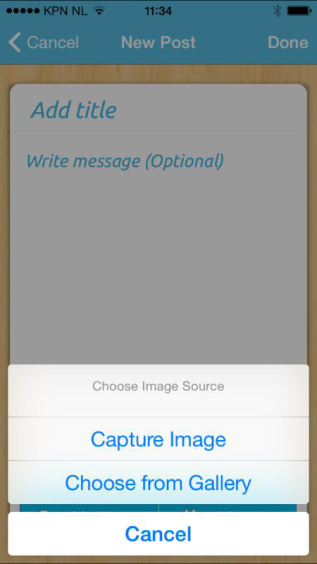 KPN NL 11:34
Cancel New Post Done
Add title
Write message (Optional)
Choose Image Source
Capture Image
Choose from Gallery
Cancel